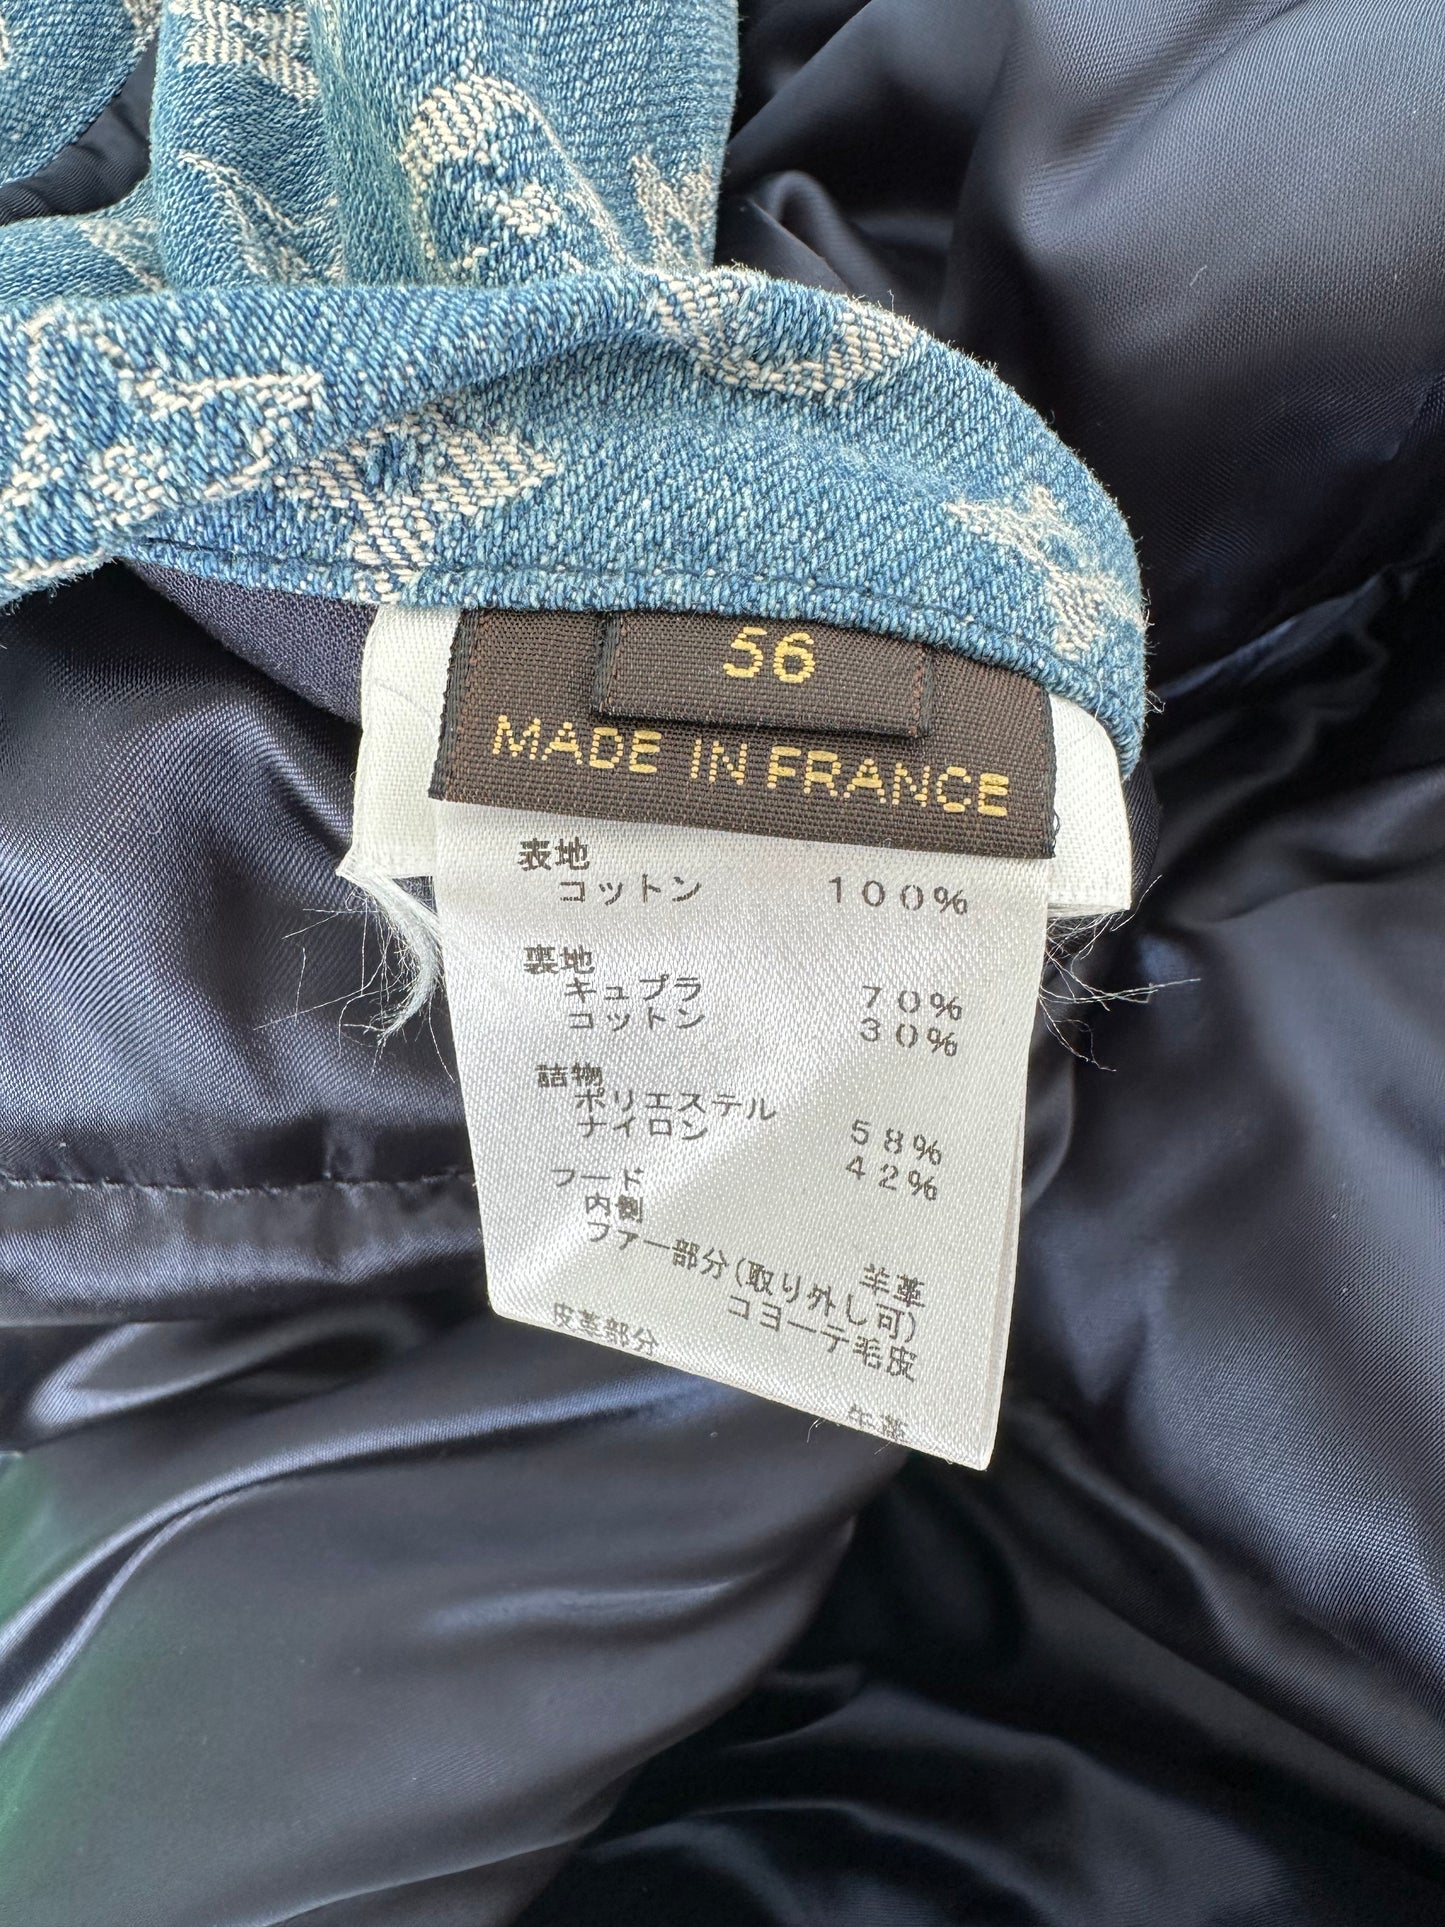 56
MADE IN FRANCE
表地
コットン 100%
裏地
キュプラ 70%
コットン 30%
詰物
ポリエステル 58%
ナイロン 42%
フード
内側 羊革
ファー部分(取り外し可)
コヨーテ毛皮
皮革部分
牛革